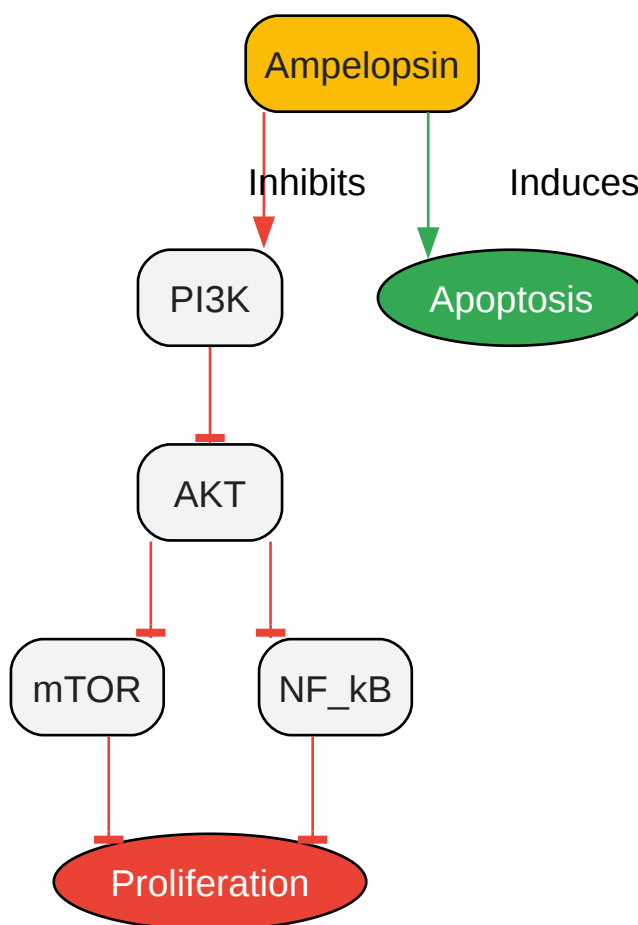 Ampelopsin
Inhibits
Induces
PI3K
Apoptosis
AKT
mTOR
NF_kB
Proliferation